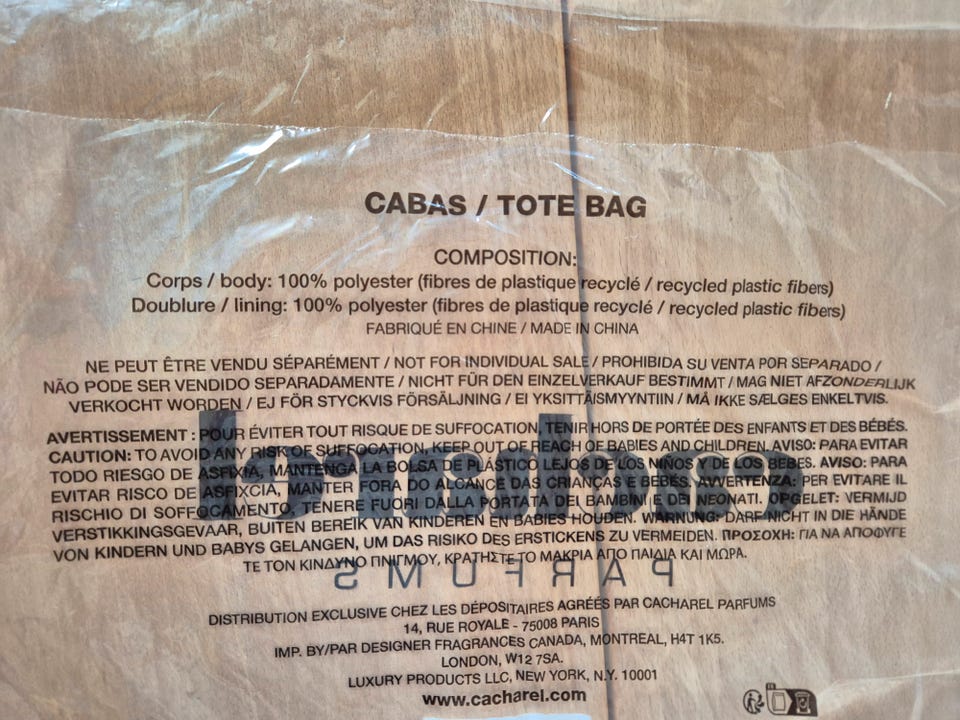 CABAS / TOTE BAG
COMPOSITION:
Corps / body: 100% polyester (fibres de plastique recyclé / recycled plastic fibers)
Doublure / lining: 100% polyester (fibres de plastique recyclé / recycled plastic fibers)
FABRIQUÉ EN CHINE / MADE IN CHINA
NE PEUT ÊTRE VENDU SÉPARÉMENT / NOT FOR INDIVIDUAL SALE / PROHIBIDA SU VENTA POR SEPARADO /
NÃO PODE SER VENDIDO SEPARADAMENTE / NICHT FÜR DEN EINZELVERKAUF BESTIMMT / MAG NIET AFZONDERLIJK
VERKOCHT WORDEN / EJ FÖR STYCKVIS FÖRSÄLJNING / EI YKSITTÄISMYYNTIIN / MÅ IKKE SÆLGES ENKELTVIS.
AVERTISSEMENT : POUR ÉVITER TOUT RISQUE DE SUFFOCATION, TENIR HORS DE PORTÉE DES ENFANTS ET DES BÉBÉS.
CAUTION: TO AVOID ANY RISK OF SUFFOCATION, KEEP OUT OF REACH OF BABIES AND CHILDREN. AVISO: PARA EVITAR
TODO RIESGO DE ASFIXIA, MANTENGA LA BOLSA DE PLÁSTICO LEJOS DE LOS NIÑOS Y DE LOS BEBES. AVISO: PARA
EVITAR RISCO DE ASFIXCIA, MANTER FORA DO ALCANCE DAS CRIANÇAS E BEBÉS. AVVERTENZA: PER EVITARE IL
RISCHIO DI SOFFOCAMENTO, TENERE FUORI DALLA PORTATA DEI BAMBINI E DEI NEONATI. OPGELET: VERMIJD
VERSTIKKINGSGEVAAR, BUITEN BEREIK VAN KINDEREN EN BABIES HOUDEN. WARNUNG: DARF NICHT IN DIE HÄNDE
VON KINDERN UND BABYS GELANGEN, UM DAS RISIKO DES ERSTICKENS ZU VERMEIDEN. ΠΡΟΣΟΧΗ: ΓΙΑ ΝΑ ΑΠΟΦΥΓΕ
ΤΕ ΤΟΝ ΚΙΝΔΥΝΟ ΠΝΙΓΜΟΥ, ΚΡΑΤΗΣΤΕ ΤΟ ΜΑΚΡΙΑ ΑΠΟ ΠΑΙΔΙΑ ΚΑΙ ΜΩΡΑ.
cacharel
PARFUMS
DISTRIBUTION EXCLUSIVE CHEZ LES DÉPOSITAIRES AGRÉÉS PAR CACHAREL PARFUMS
14, RUE ROYALE - 75008 PARIS
IMP. BY/PAR DESIGNER FRAGRANCES CANADA, MONTREAL, H4T 1K5.
LONDON, W12 7SA.
LUXURY PRODUCTS LLC, NEW YORK, N.Y. 10001
www.cacharel.com